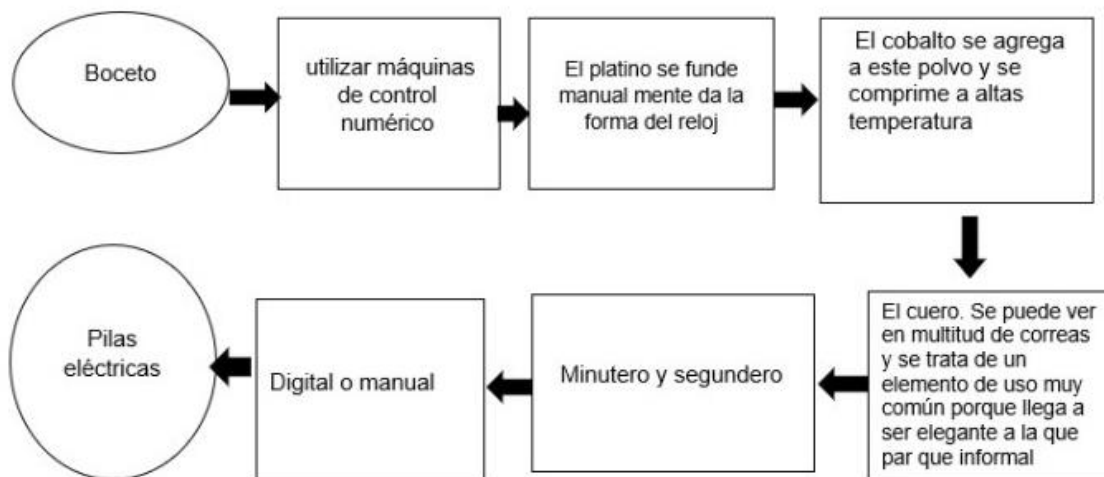 Boceto
utilizar máquinas
de control
numérico
El platino se funde
manual mente da la
forma del reloj
El cobalto se agrega
a este polvo y se
comprime a altas
temperatura
El cuero. Se puede ver
en multitud de correas
y se trata de un
elemento de uso muy
común porque llega a
ser elegante a la que
par que informal
Minutero y segundero
Digital o manual
Pilas
eléctricas